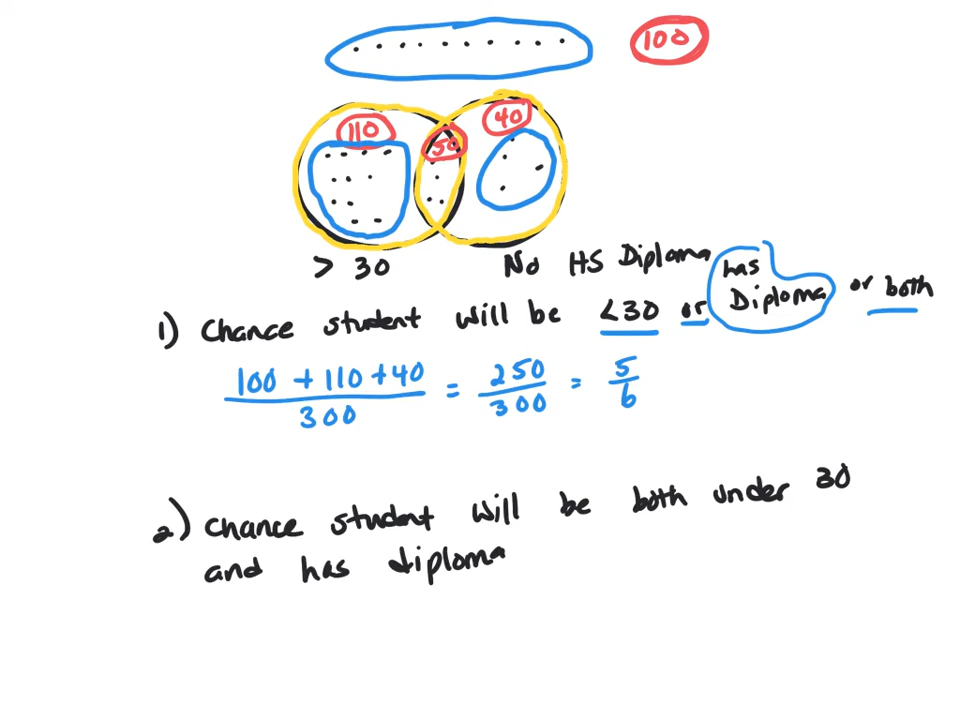 100
110 50 40
> 30 No HS Diploma
1) Chance student will be <30 or has Diploma or both
100 + 110 + 40 / 300 = 250 / 300 = 5 / 6
2) Chance student will be both under 30
and has diploma